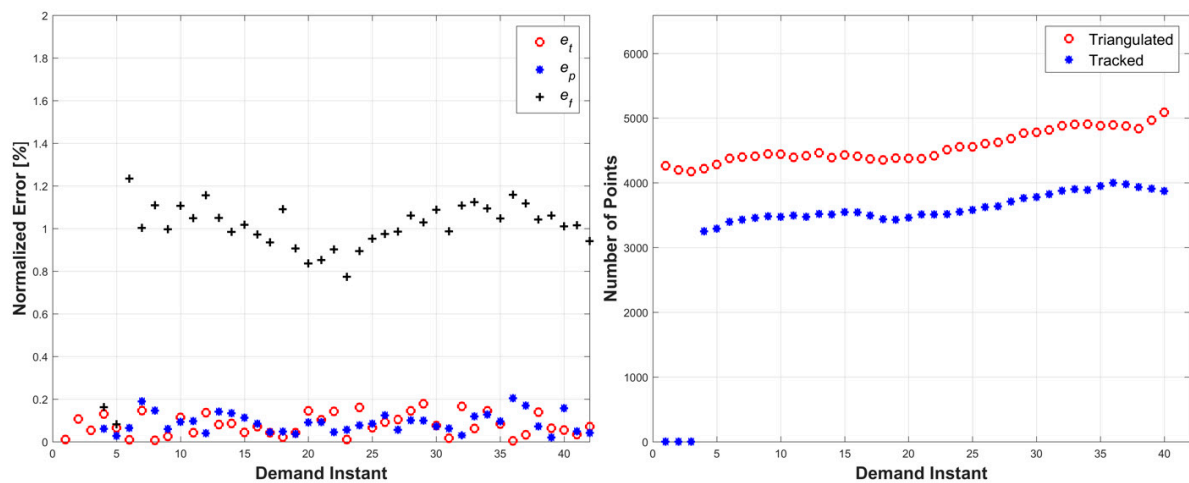 2
1.8
1.6
1.4
1.2
1
0.8
0.6
0.4
0.2
0
Normalized Error [%]
0 5 10 15 20 25 30 35 40
Demand Instant
e_t
e_p
e_f
6000
5000
4000
3000
2000
1000
0
Number of Points
0 5 10 15 20 25 30 35 40
Demand Instant
Triangulated
Tracked